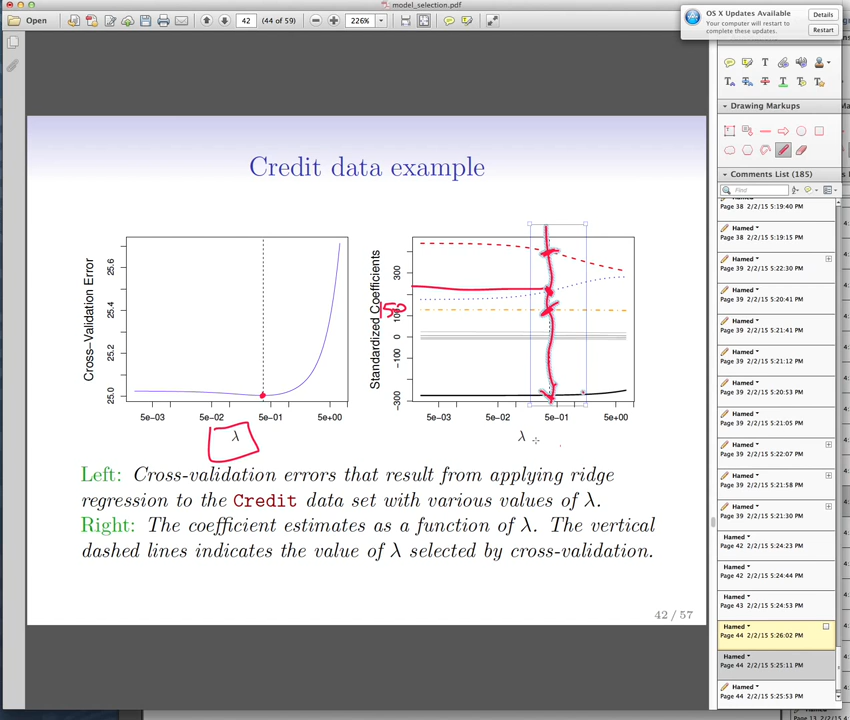 model_selection.pdf
Open
42
(44 of 59)
226%
OS X Updates Available
Your computer will restart to complete these updates.
Details
Restart
Drawing Markups
Comments List (185)
Find
Page 38 2/2/15 5:19:40 PM
Hamed
Page 38 2/2/15 5:19:15 PM
Hamed
Page 39 2/2/15 5:22:30 PM
Hamed
Page 39 2/2/15 5:20:41 PM
Hamed
Page 39 2/2/15 5:21:41 PM
Hamed
Page 39 2/2/15 5:21:12 PM
Hamed
Page 39 2/2/15 5:20:53 PM
Hamed
Page 39 2/2/15 5:21:05 PM
Hamed
Page 39 2/2/15 5:22:07 PM
Hamed
Page 39 2/2/15 5:21:58 PM
Hamed
Page 39 2/2/15 5:21:30 PM
Hamed
Page 42 2/2/15 5:24:23 PM
Hamed
Page 42 2/2/15 5:24:44 PM
Hamed
Page 43 2/2/15 5:24:53 PM
Hamed
Page 44 2/2/15 5:26:02 PM
Hamed
Page 44 2/2/15 5:25:11 PM
Hamed
Page 44 2/2/15 5:25:53 PM
Credit data example
Cross−Validation Error
25.0 25.2 25.4 25.6
5e−03 5e−02 5e−01 5e+00
λ
Standardized Coefficients
−300 −100 0 100 300
150
5e−03 5e−02 5e−01 5e+00
λ
Left: Cross-validation errors that result from applying ridge
regression to the Credit data set with various values of λ.
Right: The coefficient estimates as a function of λ. The vertical
dashed lines indicates the value of λ selected by cross-validation.
42 / 57